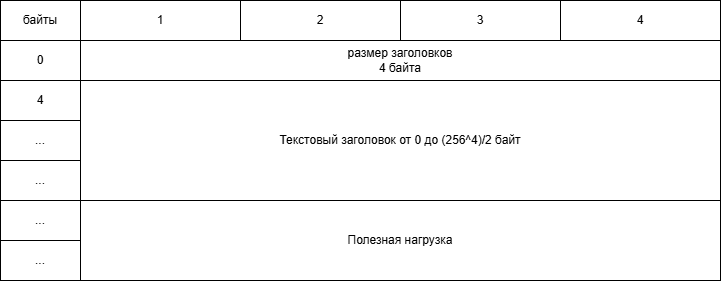 байты 1 2 3 4
0
размер заголовков
4 байта
4
...
Текстовый заголовок от 0 до (256^4)/2 байт
...
...
Полезная нагрузка
...